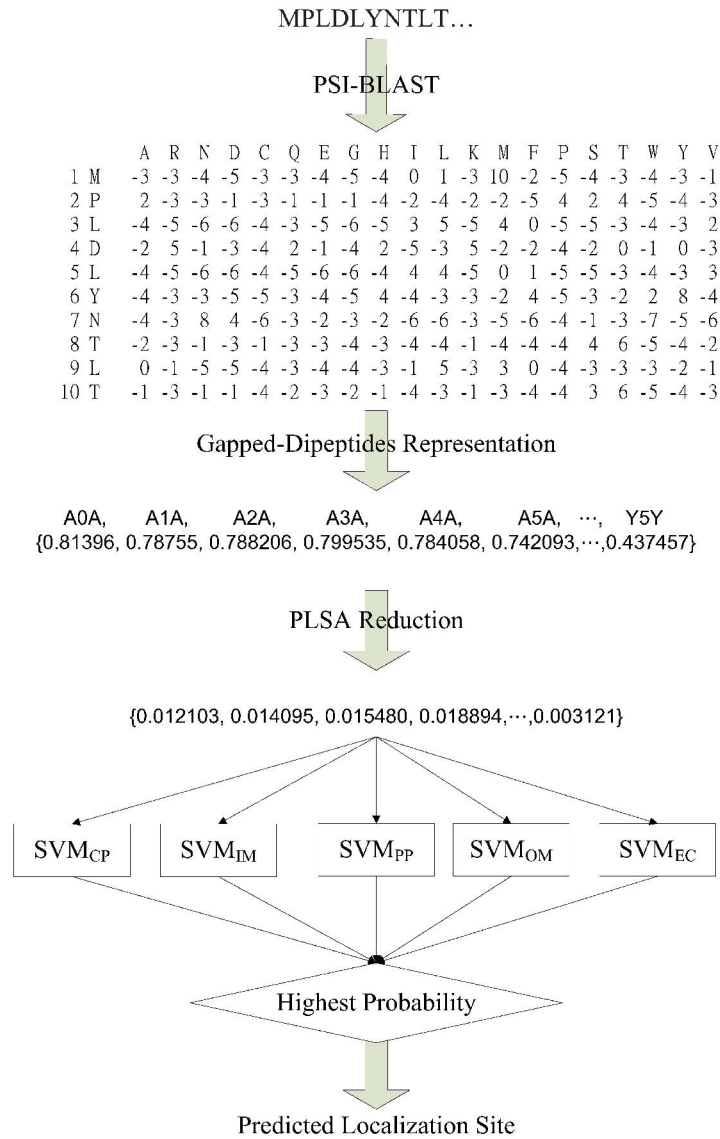 MPLDLYNTLT…
PSI-BLAST
A R N D C Q E G H I L K M F P S T W Y V
1 M -3 -3 -4 -5 -3 -3 -4 -5 -4 0 1 -3 10 -2 -5 -4 -3 -4 -3 -1
2 P 2 -3 -3 -1 -3 -1 -1 -1 -4 -2 -4 -2 -2 -5 4 2 4 -5 -4 -3
3 L -4 -5 -6 -6 -4 -3 -5 -6 -5 3 5 -5 4 0 -5 -5 -3 -4 -3 2
4 D -2 5 -1 -3 -4 2 -1 -4 2 -5 -3 5 -2 -2 -4 -2 0 -1 0 -3
5 L -4 -5 -6 -6 -4 -5 -6 -6 -4 4 4 -5 0 1 -5 -5 -3 -4 -3 3
6 Y -4 -3 -3 -5 -5 -3 -4 -5 4 -4 -3 -3 -2 4 -5 -3 -2 2 8 -4
7 N -4 -3 8 4 -6 -3 -2 -3 -2 -6 -6 -3 -5 -6 -4 -1 -3 -7 -5 -6
8 T -2 -3 -1 -3 -1 -3 -3 -4 -3 -4 -4 -1 -4 -4 -4 4 6 -5 -4 -2
9 L 0 -1 -5 -5 -4 -3 -4 -4 -3 -1 5 -3 3 0 -4 -3 -3 -3 -2 -1
10 T -1 -3 -1 -1 -4 -2 -3 -2 -1 -4 -3 -1 -3 -4 -4 3 6 -5 -4 -3
Gapped-Dipeptides Representation
A0A, A1A, A2A, A3A, A4A, A5A, …, Y5Y
{0.81396, 0.78755, 0.788206, 0.799535, 0.784058, 0.742093,…,0.437457}
PLSA Reduction
{0.012103, 0.014095, 0.015480, 0.018894,…,0.003121}
SVM_CP SVM_IM SVM_PP SVM_OM SVM_EC
Highest Probability
Predicted Localization Site